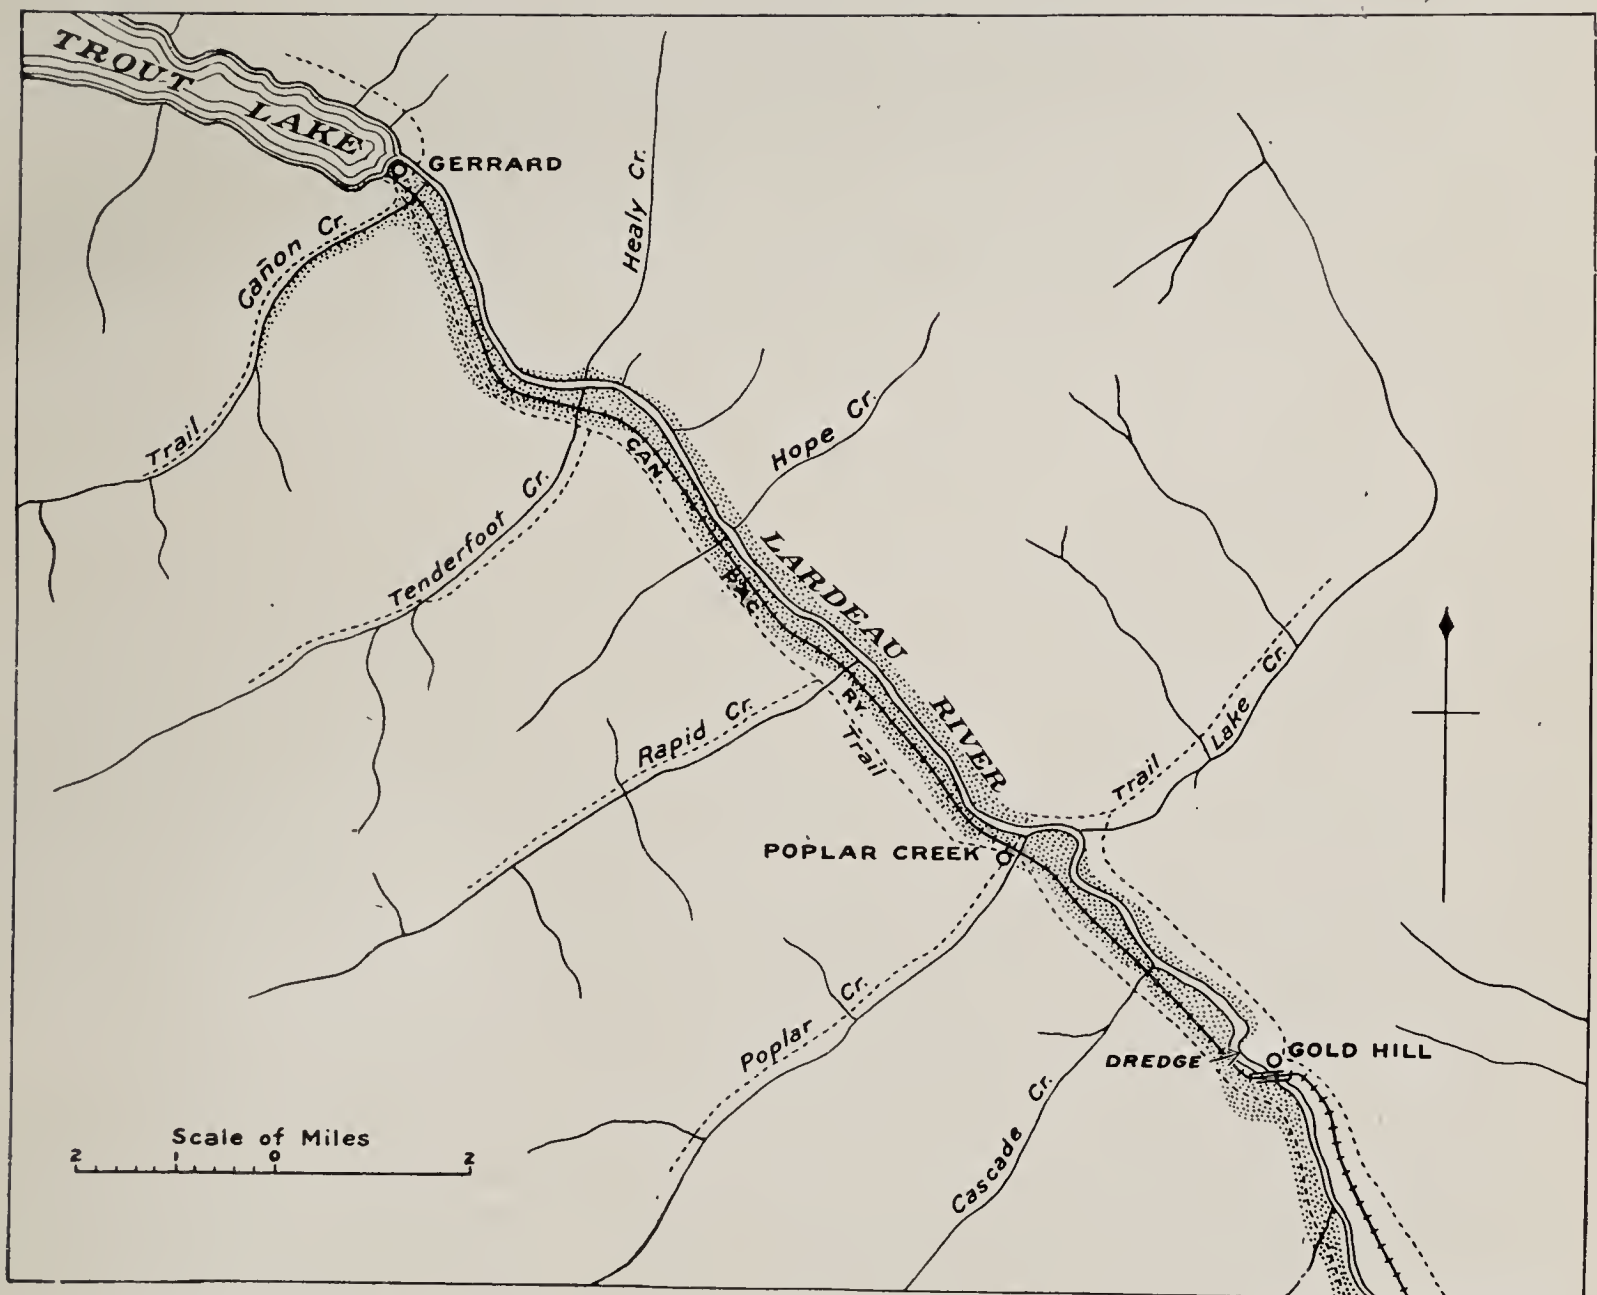 TROUT LAKE
GERRARD
Healy Cr.
Cañon Cr.
Trail
Hope Cr.
CAN.
Tenderfoot Cr.
PAC.
LARDEAU RIVER
RY.
Rapid Cr.
Trail
Lake Cr.
Trail
POPLAR CREEK
Poplar Cr.
DREDGE
GOLD HILL
Cascade Cr.
Scale of Miles
2 1 0 2